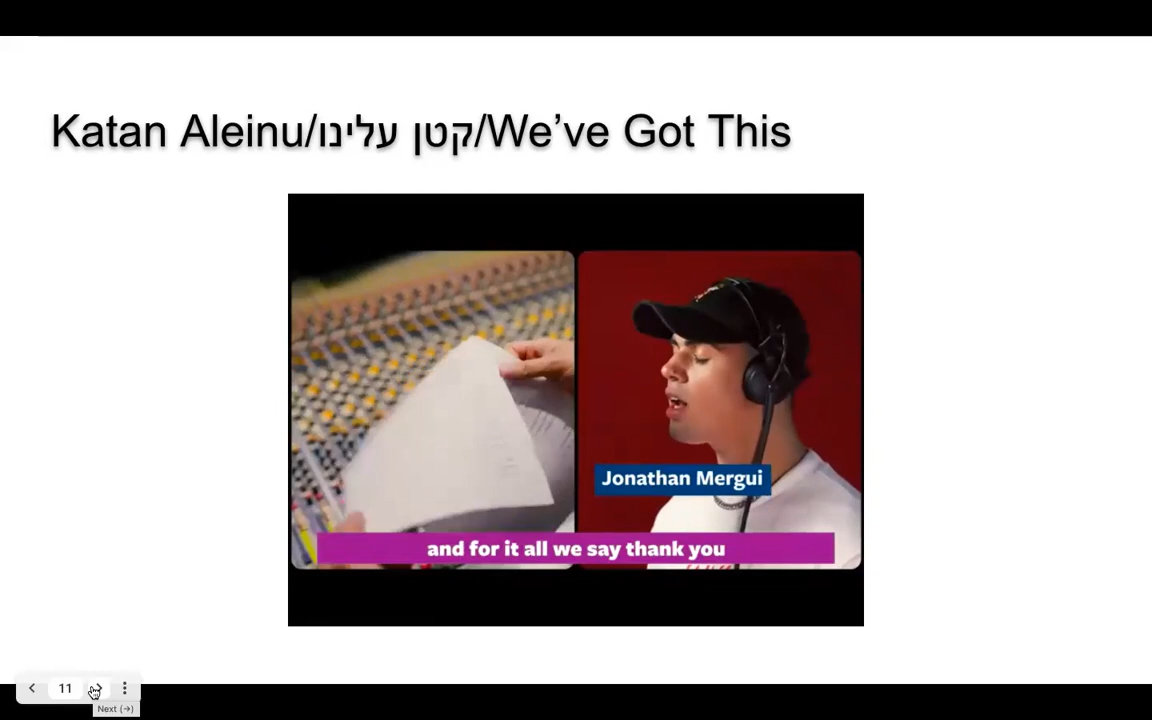 Katan Aleinu/קטן עלינו/We’ve Got This
Jonathan Mergui
and for it all we say thank you
11
Next (→)